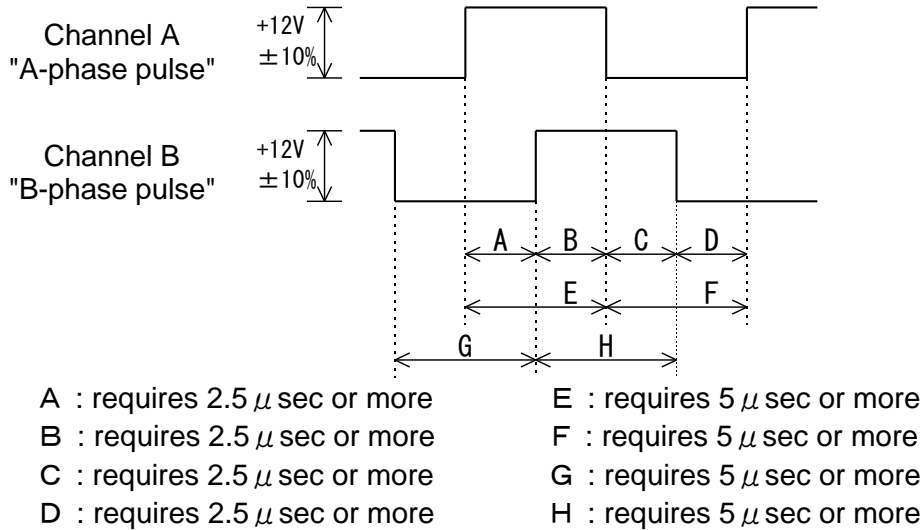 Channel A
"A-phase pulse"
+12V
±10%
Channel B
"B-phase pulse"
+12V
±10%
A B C D
E F
G H
A : requires 2.5 μ sec or more
B : requires 2.5 μ sec or more
C : requires 2.5 μ sec or more
D : requires 2.5 μ sec or more
E : requires 5 μ sec or more
F : requires 5 μ sec or more
G : requires 5 μ sec or more
H : requires 5 μ sec or more